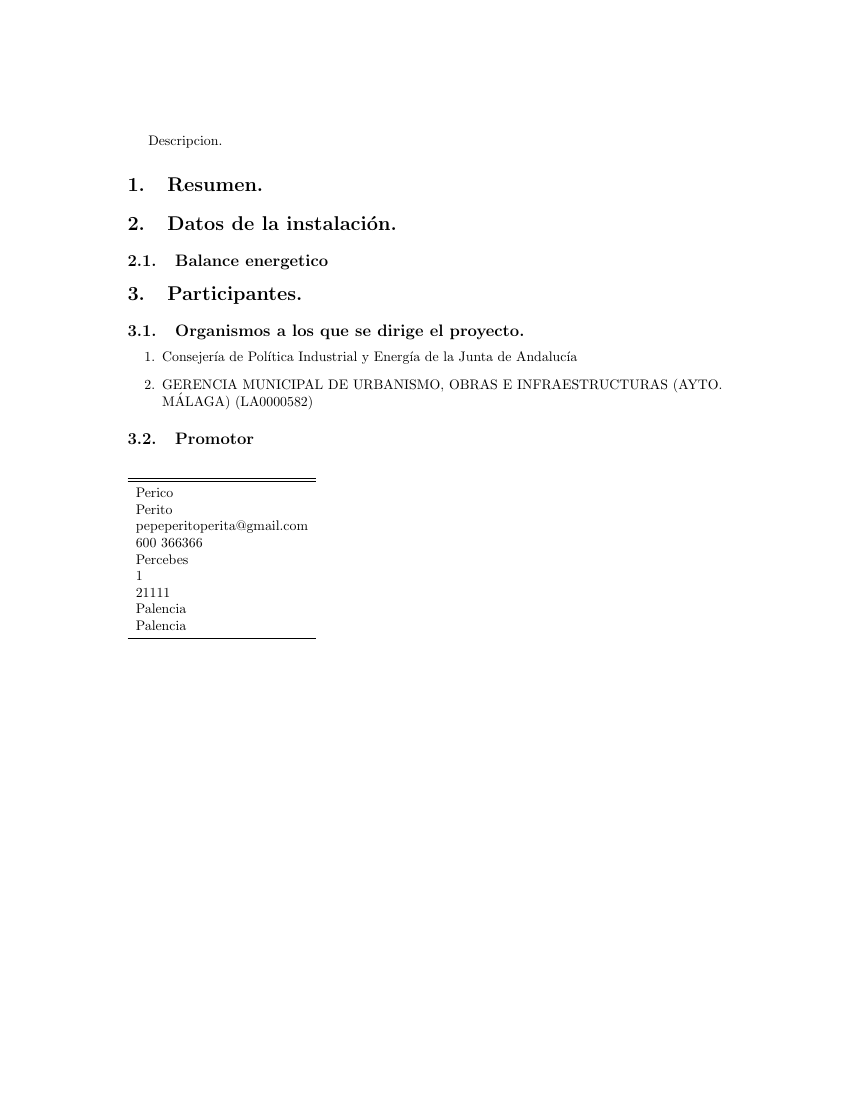 Descripcion.
1. Resumen.
2. Datos de la instalación.
2.1. Balance energetico
3. Participantes.
3.1. Organismos a los que se dirige el proyecto.
1. Consejería de Política Industrial y Energía de la Junta de Andalucía
2. GERENCIA MUNICIPAL DE URBANISMO, OBRAS E INFRAESTRUCTURAS (AYTO.
MÁLAGA) (LA0000582)
3.2. Promotor
Perico
Perito
pepeperitoperita@gmail.com
600 366366
Percebes
1
21111
Palencia
Palencia